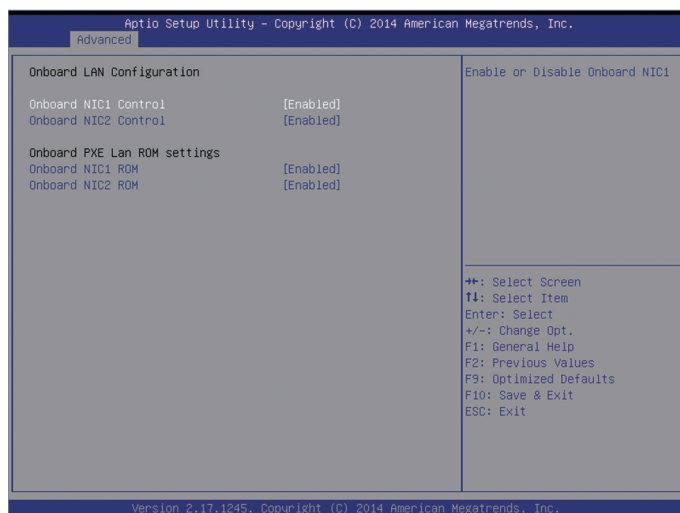 Aptio Setup Utility – Copyright (C) 2014 American Megatrends, Inc.
Advanced
Onboard LAN Configuration
Onboard NIC1 Control [Enabled]
Onboard NIC2 Control [Enabled]
Onboard PXE Lan ROM settings
Onboard NIC1 ROM [Enabled]
Onboard NIC2 ROM [Enabled]
Enable or Disable Onboard NIC1
→←: Select Screen
↑↓: Select Item
Enter: Select
+/-: Change Opt.
F1: General Help
F2: Previous Values
F9: Optimized Defaults
F10: Save & Exit
ESC: Exit
Version 2.17.1245. Copyright (C) 2014 American Megatrends, Inc.